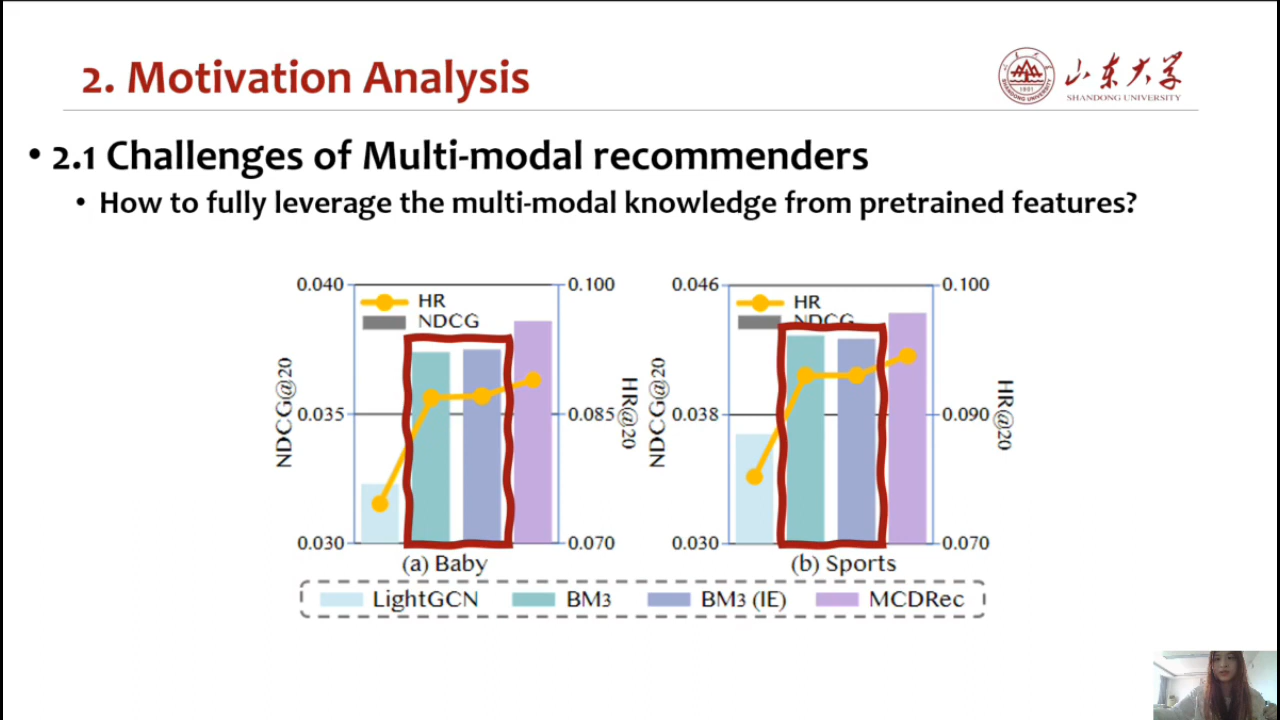 2. Motivation Analysis
山东大学
SHANDONG UNIVERSITY
1901
• 2.1 Challenges of Multi-modal recommenders
• How to fully leverage the multi-modal knowledge from pretrained features?
0.040
0.035
0.030
NDCG@20
HR
NDCG
0.100
0.085
0.070
HR@20
(a) Baby
0.046
0.038
0.030
NDCG@20
HR
NDCG
0.100
0.090
0.070
HR@20
(b) Sports
LightGCN BM3 BM3 (IE) MCDRec